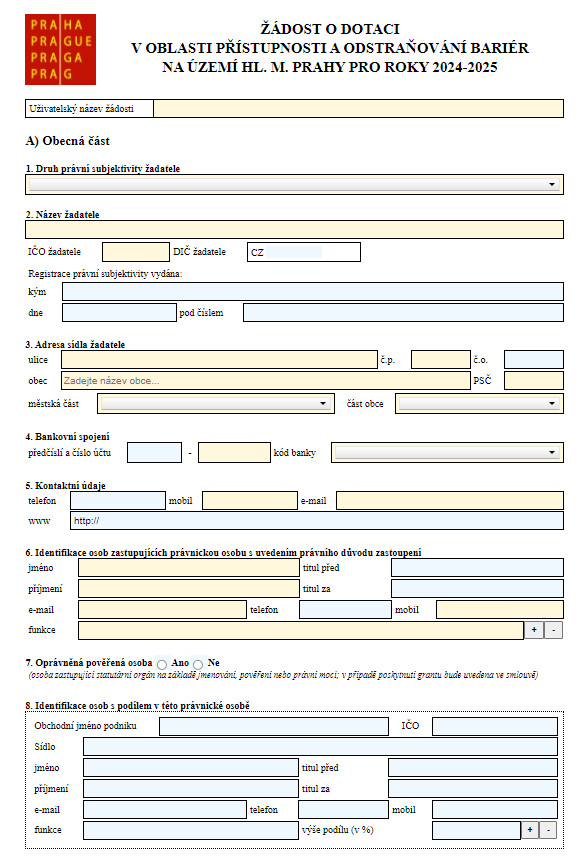 PRAHA
PRAGUE
PRAGA
PRAG
ŽÁDOST O DOTACI
V OBLASTI PŘÍSTUPNOSTI A ODSTRAŇOVÁNÍ BARIÉR
NA ÚZEMÍ HL. M. PRAHY PRO ROKY 2024-2025
Uživatelský název žádosti
A) Obecná část
1. Druh právní subjektivity žadatele
2. Název žadatele
IČO žadatele DIČ žadatele CZ
Registrace právní subjektivity vydána:
kým
dne pod číslem
3. Adresa sídla žadatele
ulice č.p. č.o.
obec Zadejte název obce... PSČ
městská část část obce
4. Bankovní spojení
předčíslí a číslo účtu - kód banky
5. Kontaktní údaje
telefon mobil e-mail
www http://
6. Identifikace osob zastupujících právnickou osobu s uvedením právního důvodu zastoupení
jméno titul před
příjmení titul za
e-mail telefon mobil
funkce + -
7. Oprávněná pověřená osoba Ano Ne
(osoba zastupující statutární orgán na základě jmenování, pověření nebo právní moci; v případě poskytnutí grantu bude uvedena ve smlouvě)
8. Identifikace osob s podílem v této právnické osobě
Obchodní jméno podniku IČO
Sídlo
jméno titul před
příjmení titul za
e-mail telefon mobil
funkce výše podílu (v %) + -